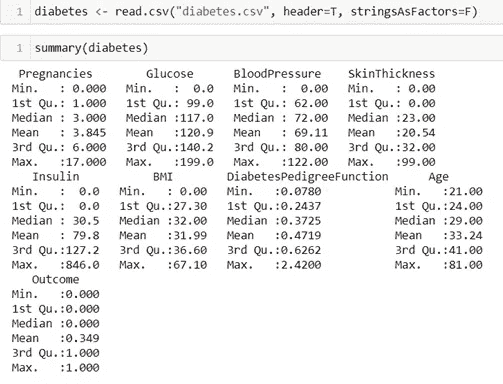 1 diabetes <- read.csv("diabetes.csv", header=T, stringsAsFactors=F)
1 summary(diabetes)
Pregnancies Glucose BloodPressure SkinThickness
Min. : 0.000 Min. : 0.0 Min. : 0.00 Min. : 0.00
1st Qu.: 1.000 1st Qu.: 99.0 1st Qu.: 62.00 1st Qu.: 0.00
Median : 3.000 Median :117.0 Median : 72.00 Median :23.00
Mean : 3.845 Mean :120.9 Mean : 69.11 Mean :20.54
3rd Qu.: 6.000 3rd Qu.:140.2 3rd Qu.: 80.00 3rd Qu.:32.00
Max. :17.000 Max. :199.0 Max. :122.00 Max. :99.00
Insulin BMI DiabetesPedigreeFunction Age
Min. : 0.0 Min. : 0.00 Min. :0.0780 Min. :21.00
1st Qu.: 0.0 1st Qu.:27.30 1st Qu.:0.2437 1st Qu.:24.00
Median : 30.5 Median :32.00 Median :0.3725 Median :29.00
Mean : 79.8 Mean :31.99 Mean :0.4719 Mean :33.24
3rd Qu.:127.2 3rd Qu.:36.60 3rd Qu.:0.6262 3rd Qu.:41.00
Max. :846.0 Max. :67.10 Max. :2.4200 Max. :81.00
Outcome
Min. :0.000
1st Qu.:0.000
Median :0.000
Mean :0.349
3rd Qu.:1.000
Max. :1.000